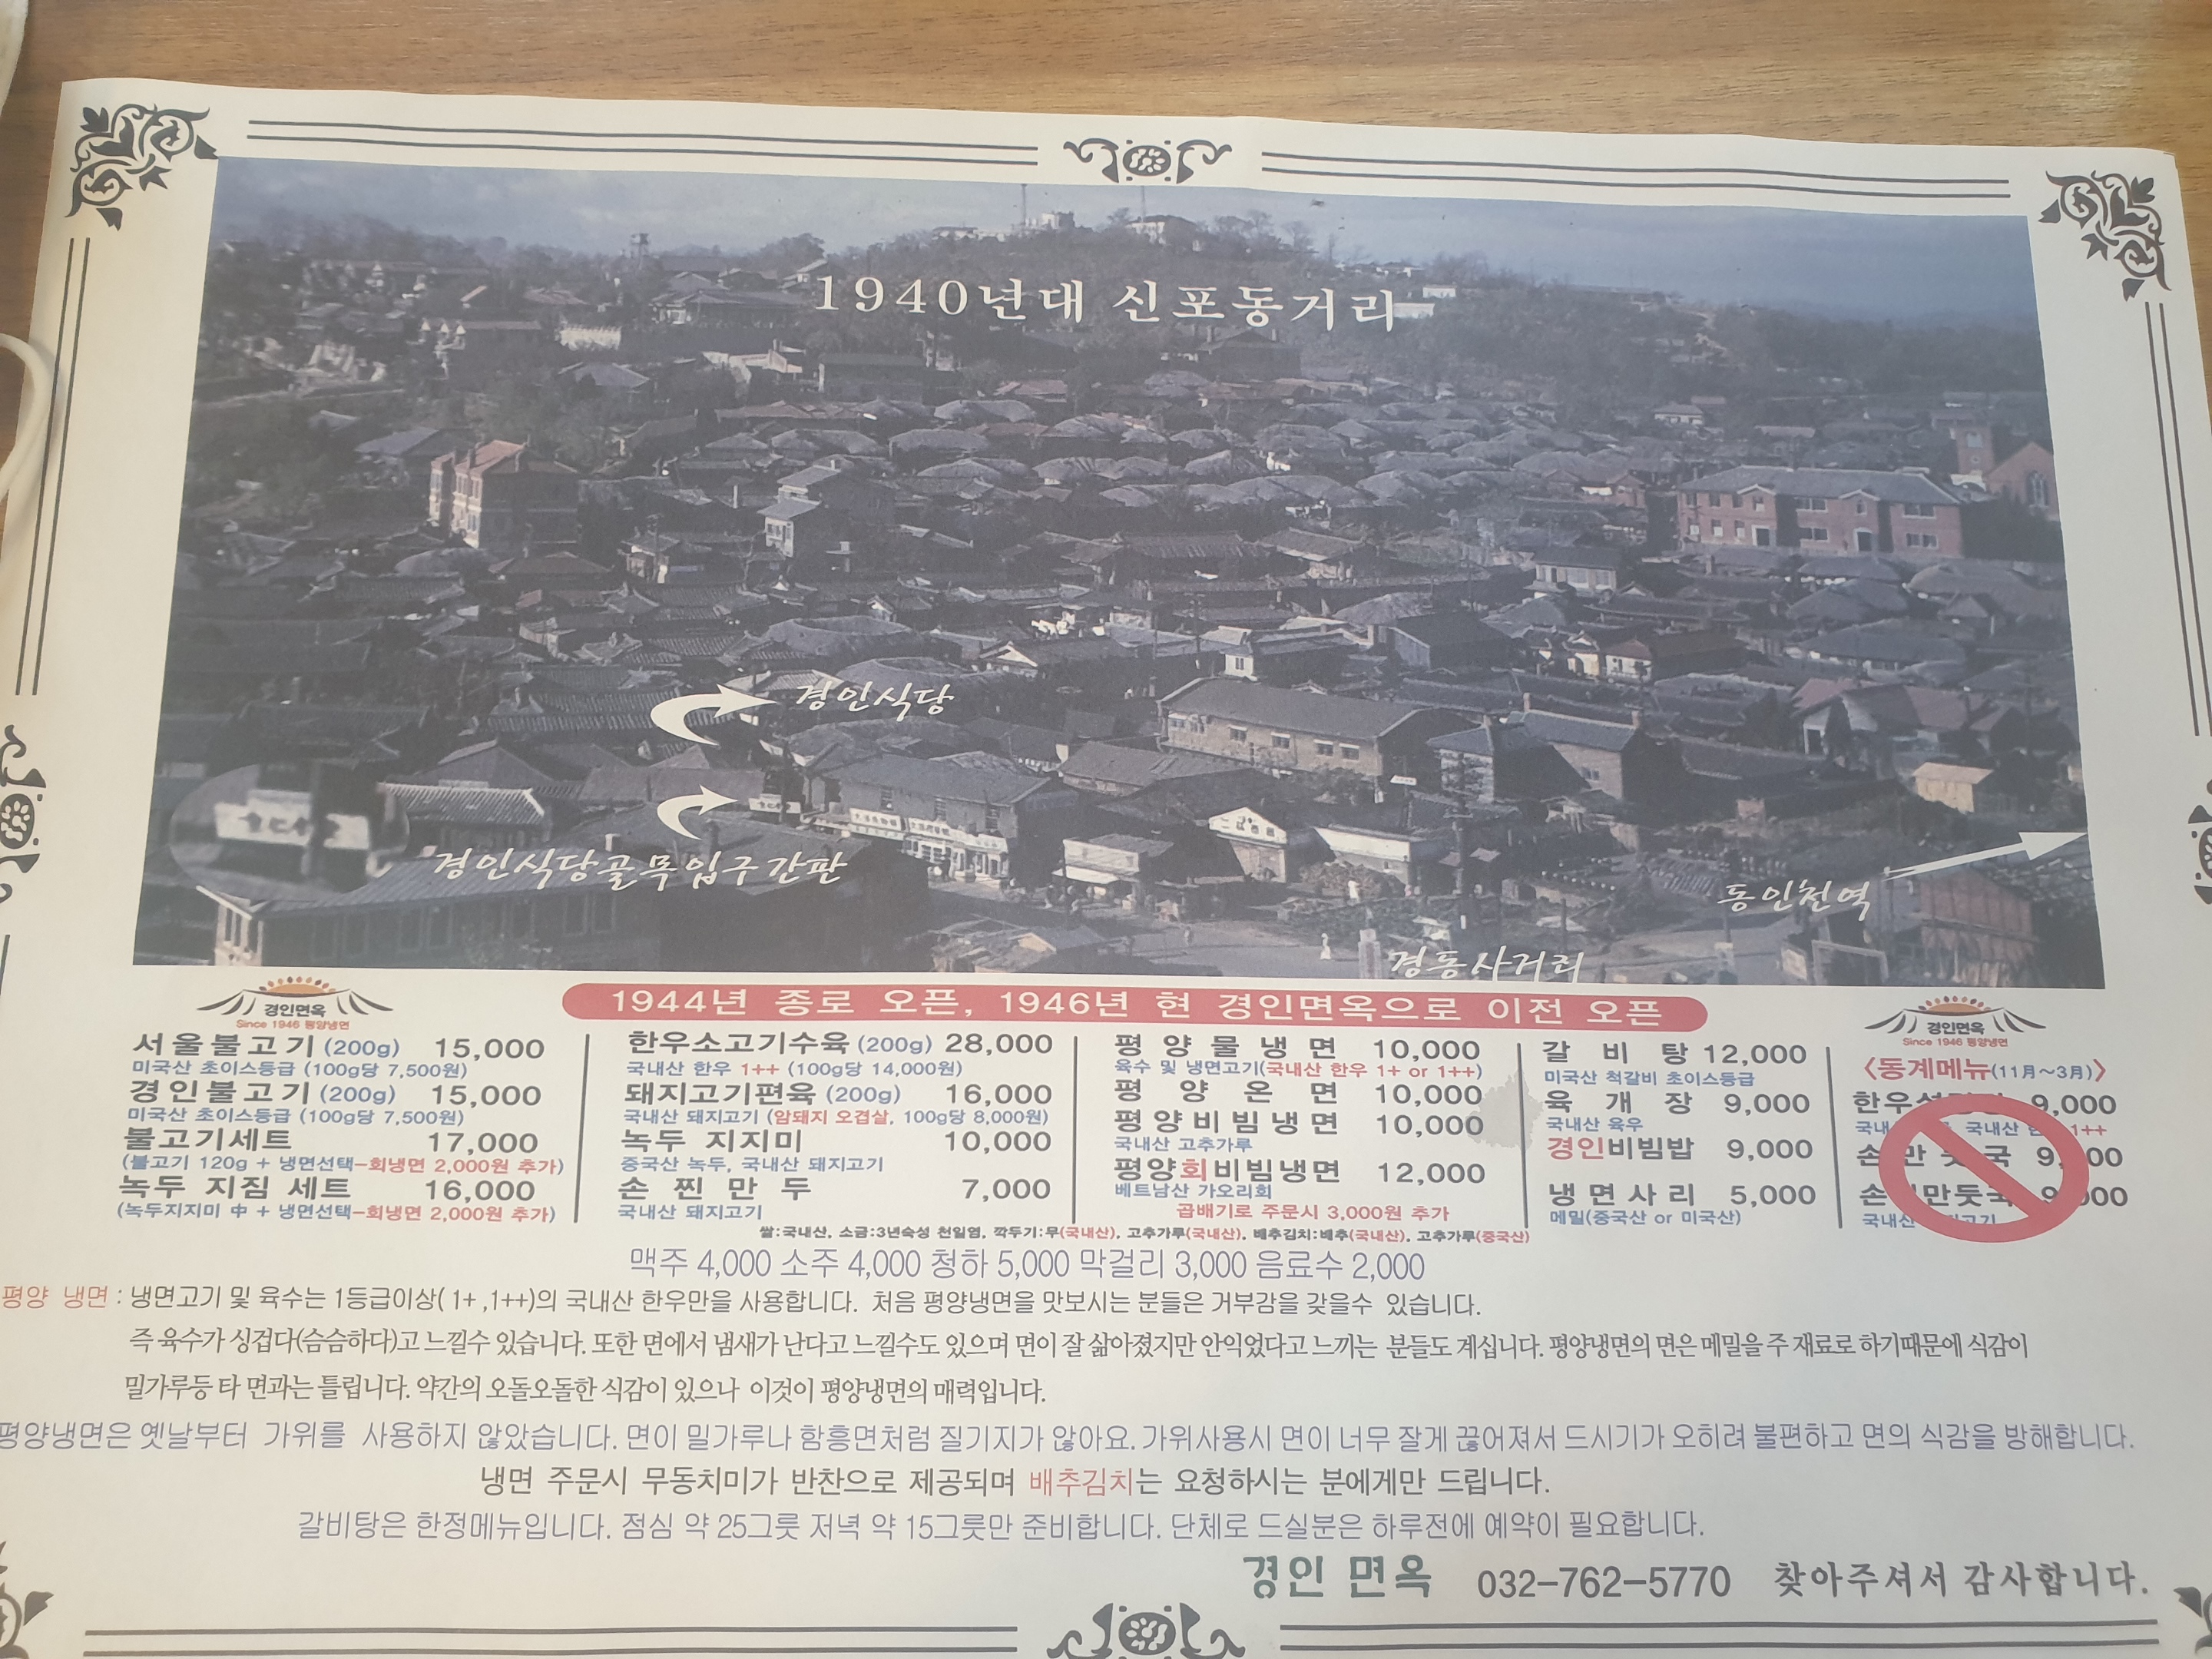 1940년대 신포동거리
경인식당
경인식당골목입구간판
동인천역
경동사거리
경인면옥
Since 1946 평양냉면
1944년 종로 오픈, 1946년 현 경인면옥으로 이전 오픈
경인면옥
Since 1946 평양냉면
서울불고기 (200g) 15,000
미국산 초이스등급 (100g당 7,500원)
경인불고기 (200g) 15,000
미국산 초이스등급 (100g당 7,500원)
불고기세트 17,000
(불고기 120g + 냉면선택-회냉면 2,000원 추가)
녹두 지짐 세트 16,000
(녹두지지미 中 + 냉면선택-회냉면 2,000원 추가)
한우소고기수육 (200g) 28,000
국내산 한우 1++ (100g당 14,000원)
돼지고기편육 (200g) 16,000
국내산 돼지고기 (암돼지 오겹살, 100g당 8,000원)
녹두 지지미 10,000
중국산 녹두, 국내산 돼지고기
손 찐 만 두 7,000
국내산 돼지고기
평 양 물 냉 면 10,000
육수 및 냉면고기(국내산 한우 1+ or 1++)
평 양 온 면 10,000
평양비빔냉면 10,000
국내산 고추가루
평양회비빔냉면 12,000
베트남산 가오리회
곱배기로 주문시 3,000원 추가
갈 비 탕 12,000
미국산 척갈비 초이스등급
육 개 장 9,000
국내산 육우
경인비빔밥 9,000
냉면사리 5,000
메밀(중국산 or 미국산)
<동계메뉴(11월~3월)>
한우 9,000
국내 국내산 1++
손 만 국
손 만둣국
국내산
쌀:국내산, 소금:3년숙성 천일염, 깍두기:무(국내산), 고추가루(국내산), 배추김치:배추(국내산), 고추가루(중국산)
맥주 4,000 소주 4,000 청하 5,000 막걸리 3,000 음료수 2,000
평양 냉면 : 냉면고기 및 육수는 1등급이상( 1+ ,1++)의 국내산 한우만을 사용합니다. 처음 평양냉면을 맛보시는 분들은 거부감을 갖을수 있습니다.
즉 육수가 싱겁다(슴슴하다)고 느낄수 있습니다. 또한 면에서 냄새가 난다고 느낄수도 있으며 면이 잘 삶아졌지만 안익었다고 느끼는 분들도 계십니다. 평양냉면의 면은 메밀을 주 재료로 하기때문에 식감이
밀가루등 타 면과는 틀립니다. 약간의 오돌오돌한 식감이 있으나 이것이 평양냉면의 매력입니다.
평양냉면은 옛날부터 가위를 사용하지 않았습니다. 면이 밀가루나 함흥면처럼 질기지가 않아요. 가위사용시 면이 너무 잘게 끊어져서 드시기가 오히려 불편하고 면의 식감을 방해합니다.
냉면 주문시 무동치미가 반찬으로 제공되며 배추김치는 요청하시는 분에게만 드립니다.
갈비탕은 한정메뉴입니다. 점심 약 25그릇 저녁 약 15그릇만 준비합니다. 단체로 드실분은 하루전에 예약이 필요합니다.
경인 면옥 032-762-5770 찾아주셔서 감사합니다.